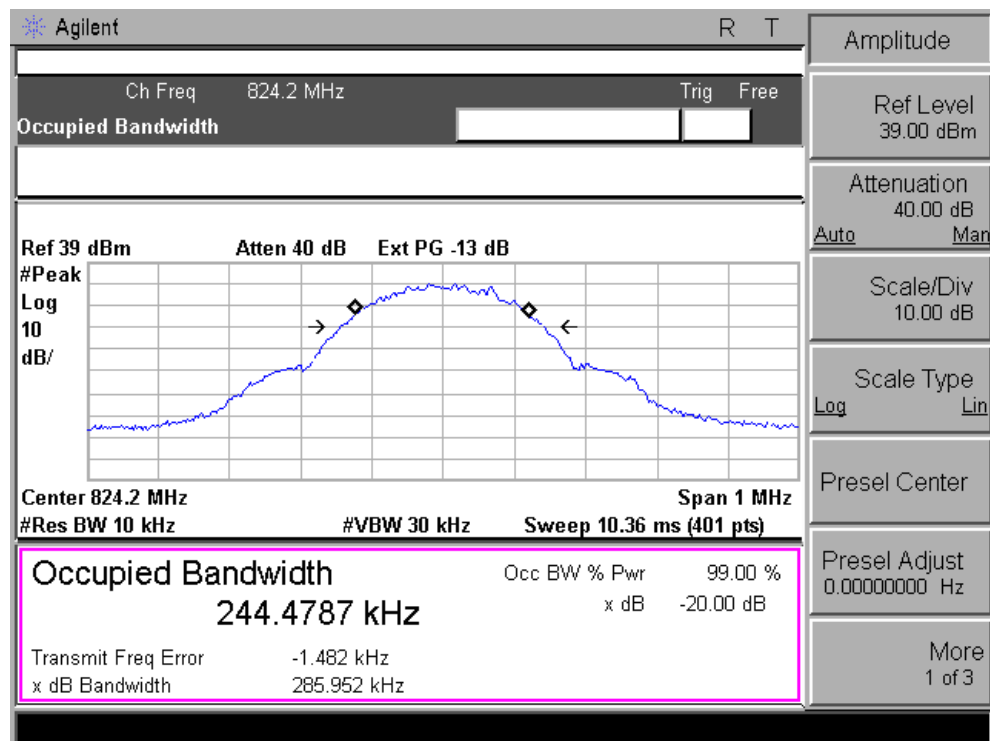 Agilent R T
Ch Freq 824.2 MHz Trig Free
Occupied Bandwidth
Ref 39 dBm Atten 40 dB Ext PG -13 dB
#Peak
Log
10
dB/
Center 824.2 MHz Span 1 MHz
#Res BW 10 kHz #VBW 30 kHz Sweep 10.36 ms (401 pts)
Occupied Bandwidth Occ BW % Pwr 99.00 %
244.4787 kHz x dB -20.00 dB
Transmit Freq Error -1.482 kHz
x dB Bandwidth 285.952 kHz
Amplitude
Ref Level
39.00 dBm
Attenuation
40.00 dB
Auto Man
Scale/Div
10.00 dB
Scale Type
Log Lin
Presel Center
Presel Adjust
0.00000000 Hz
More
1 of 3